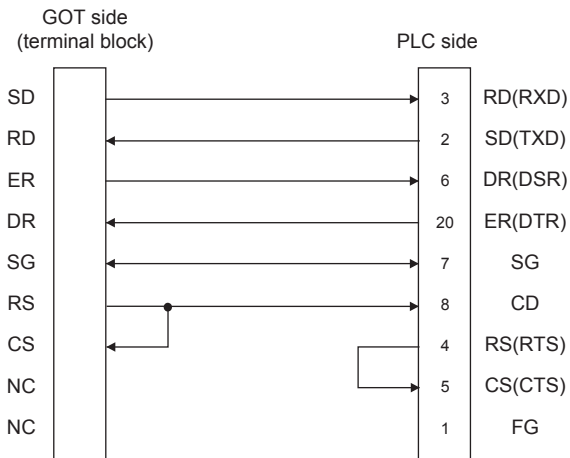 GOT side
(terminal block)
PLC side
SD 3 RD(RXD)
RD 2 SD(TXD)
ER 6 DR(DSR)
DR 20 ER(DTR)
SG 7 SG
RS 8 CD
CS 4 RS(RTS)
NC 5 CS(CTS)
NC 1 FG